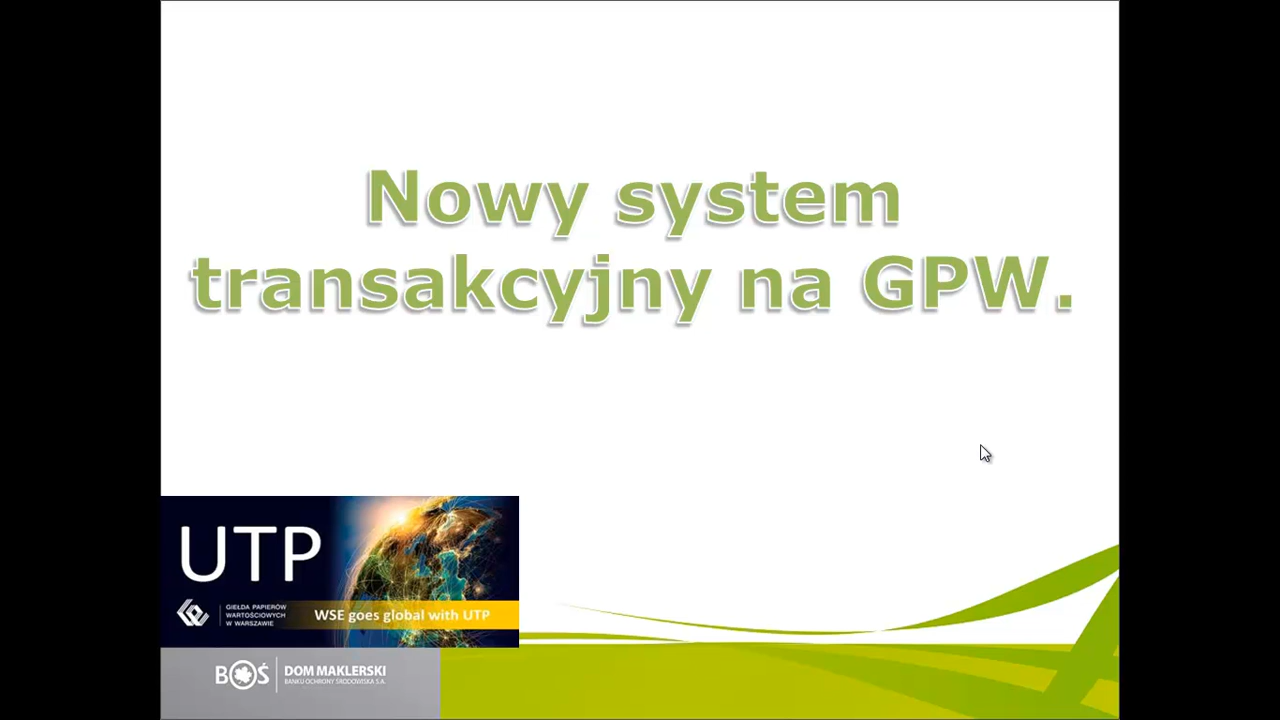 Nowy system
transakcyjny na GPW.
UTP
GIEŁDA PAPIERÓW
WARTOŚCIOWYCH
W WARSZAWIE
WSE goes global with UTP
BOŚ
DOM MAKLERSKI
BANKU OCHRONY ŚRODOWISKA S.A.